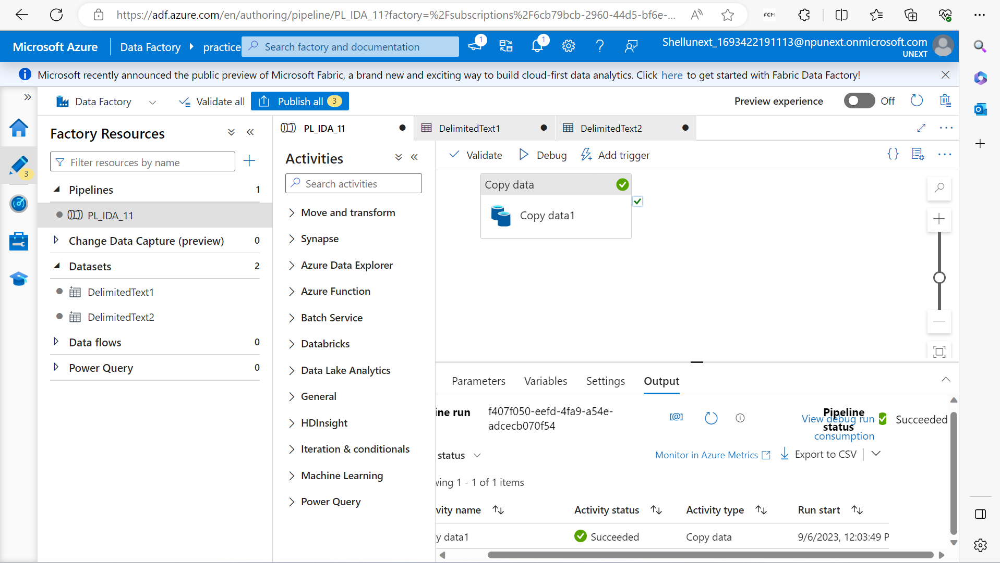 https://adf.azure.com/en/authoring/pipeline/PL_IDA_11?factory=%2Fsubscriptions%2F6cb79bcb-2960-44d5-bf6e-...
FCM
Microsoft Azure
Data Factory
practice
Search factory and documentation
1
1
Shellunext_1693422191113@npunext.onmicrosoft.com
UNEXT
Microsoft recently announced the public preview of Microsoft Fabric, a brand new and exciting way to build cloud-first data analytics. Click here to get started with Fabric Data Factory!
Data Factory
Validate all
Publish all 3
Preview experience
Off
3
Factory Resources
Filter resources by name
Pipelines 1
PL_IDA_11
Change Data Capture (preview) 0
Datasets 2
DelimitedText1
DelimitedText2
Data flows 0
Power Query 0
PL_IDA_11
DelimitedText1
DelimitedText2
Activities
Search activities
Move and transform
Synapse
Azure Data Explorer
Azure Function
Batch Service
Databricks
Data Lake Analytics
General
HDInsight
Iteration & conditionals
Machine Learning
Power Query
Validate
Debug
Add trigger
Copy data
Copy data1
Parameters
Variables
Settings
Output
ine run
f407f050-eefd-4fa9-a54e-
adcecb070f54
Pipeline
status
View debug run
consumption
Succeeded
status
Monitor in Azure Metrics
Export to CSV
wing 1 - 1 of 1 items
vity name
Activity status
Activity type
Run start
y data1
Succeeded
Copy data
9/6/2023, 12:03:49 P